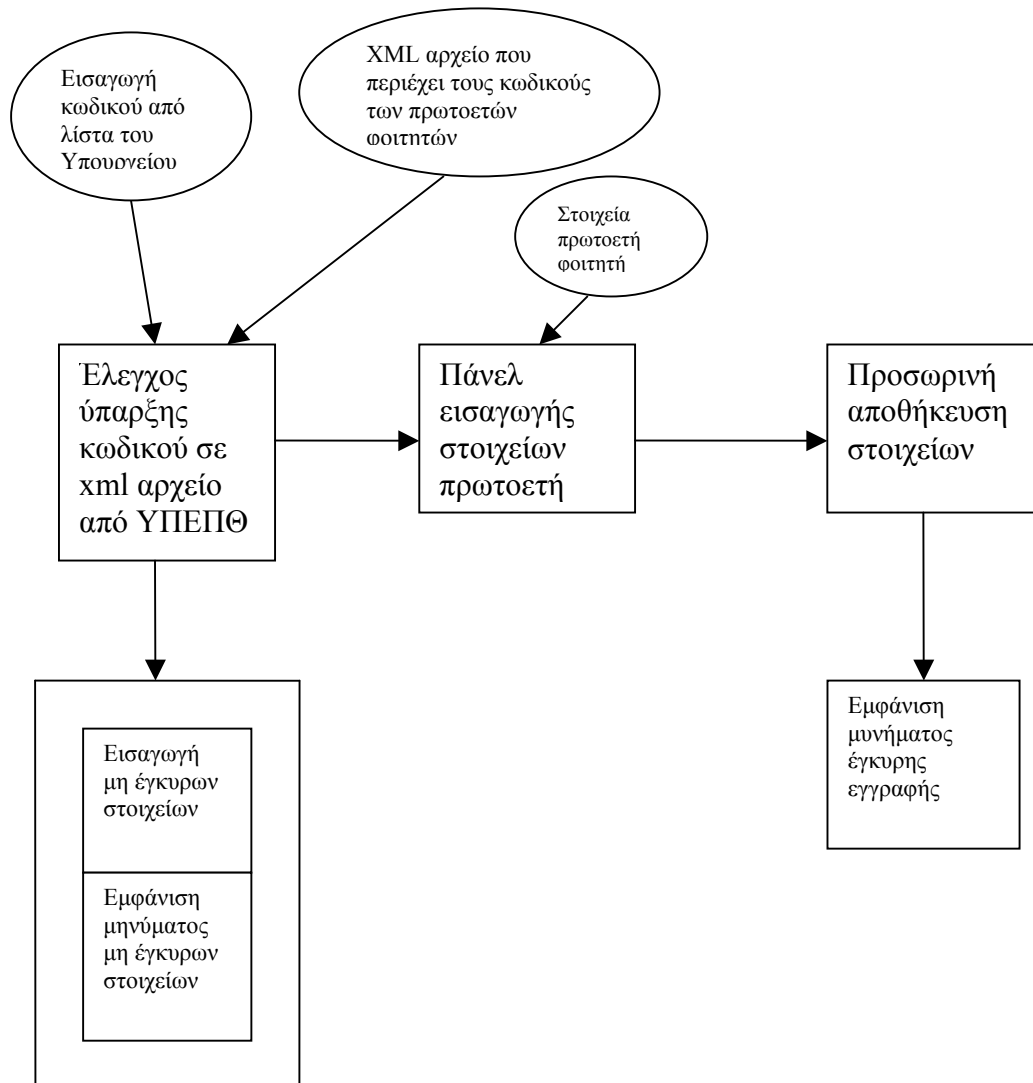 Εισαγωγή
κωδικού από
λίστα του
Υπουργείου
XML αρχείο που
περιέχει τους κωδικούς
των πρωτοετών
φοιτητών
Στοιχεία
πρωτοετή
φοιτητή
Έλεγχος
ύπαρξης
κωδικού σε
xml αρχείο
από ΥΠΕΠΘ
Πάνελ
εισαγωγής
στοιχείων
πρωτοετή
Προσωρινή
αποθήκευση
στοιχείων
Εισαγωγή
μη έγκυρων
στοιχείων
Εμφάνιση
μηνύματος
μη έγκυρων
στοιχείων
Εμφάνιση
μυνήματος
έγκυρης
εγγραφής